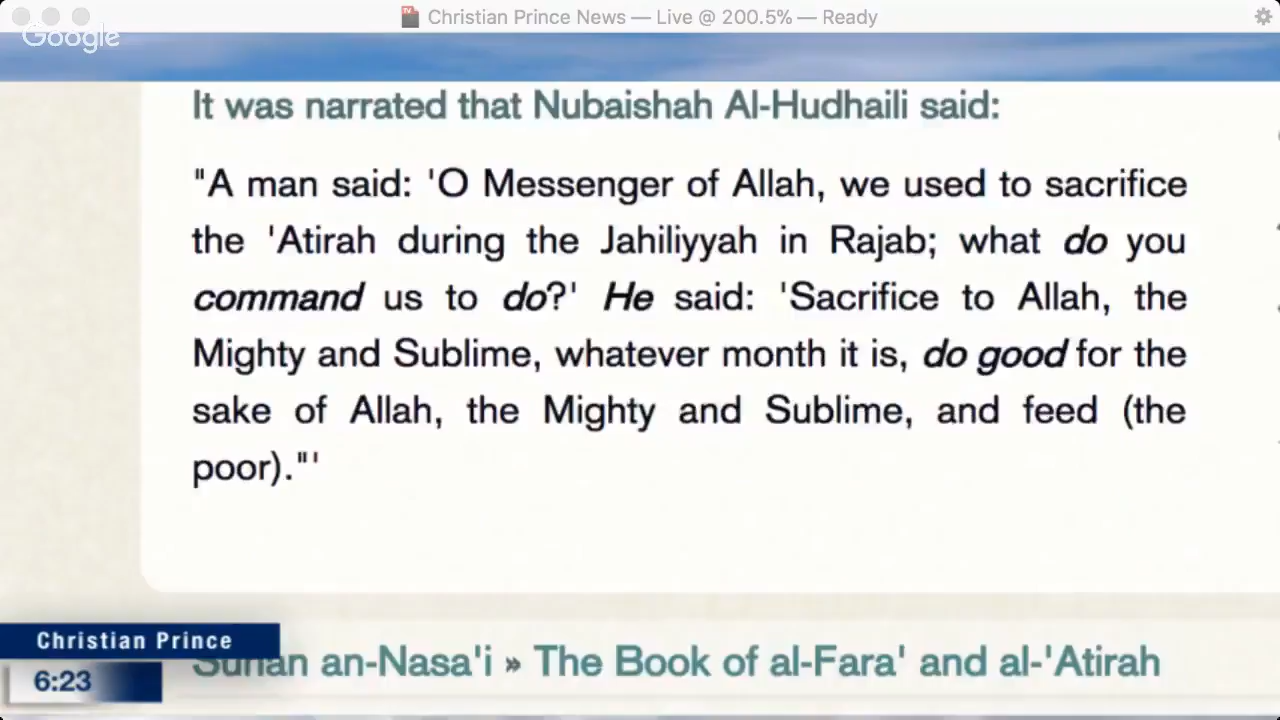 Christian Prince News — Live @ 200.5% — Ready
Google
It was narrated that Nubaishah Al-Hudhaili said:
"A man said: 'O Messenger of Allah, we used to sacrifice
the 'Atirah during the Jahiliyyah in Rajab; what do you
command us to do?' He said: 'Sacrifice to Allah, the
Mighty and Sublime, whatever month it is, do good for the
sake of Allah, the Mighty and Sublime, and feed (the
poor)."'
Christian Prince
Sunan an-Nasa'i » The Book of al-Fara' and al-'Atirah
6:23